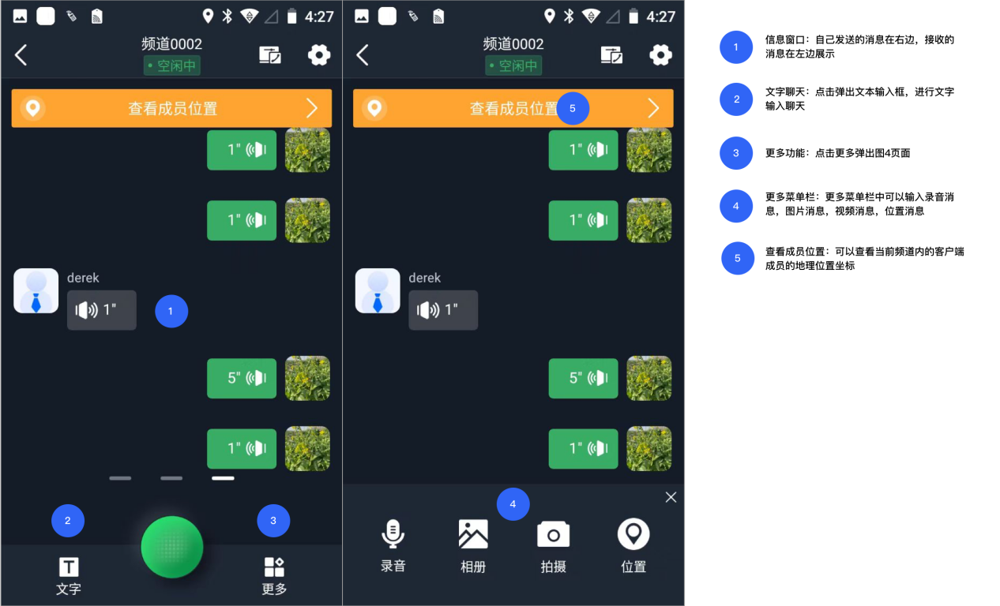 4:27
频道0002
空闲中
查看成员位置
1"
1"
derek
1"
1
5"
1"
2
3
文字
更多
4:27
频道0002
空闲中
查看成员位置
5
1"
1"
derek
1"
5"
1"
4
录音
相册
拍摄
位置
1
信息窗口：自己发送的消息在右边，接收的
消息在左边展示
2
文字聊天：点击弹出文本输入框，进行文字
输入聊天
3
更多功能：点击更多弹出图4页面
4
更多菜单栏：更多菜单栏中可以输入录音消
息，图片消息，视频消息，位置消息
5
查看成员位置：可以查看当前频道内的客户端
成员的地理位置坐标